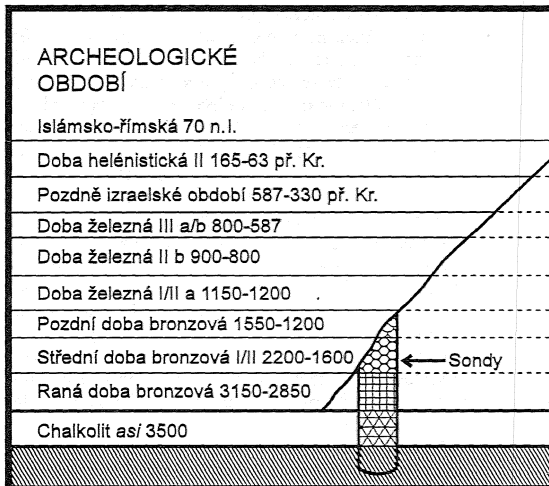 ARCHEOLOGICKÉ
OBDOBÍ
Islámsko-římská 70 n.l.
Doba helénistická II 165-63 př. Kr.
Pozdně izraelské období 587-330 př. Kr.
Doba železná III a/b 800-587
Doba železná II b 900-800
Doba železná I/II a 1150-1200
Pozdní doba bronzová 1550-1200
Střední doba bronzová I/II 2200-1600
Sondy
Raná doba bronzová 3150-2850
Chalkolit asi 3500